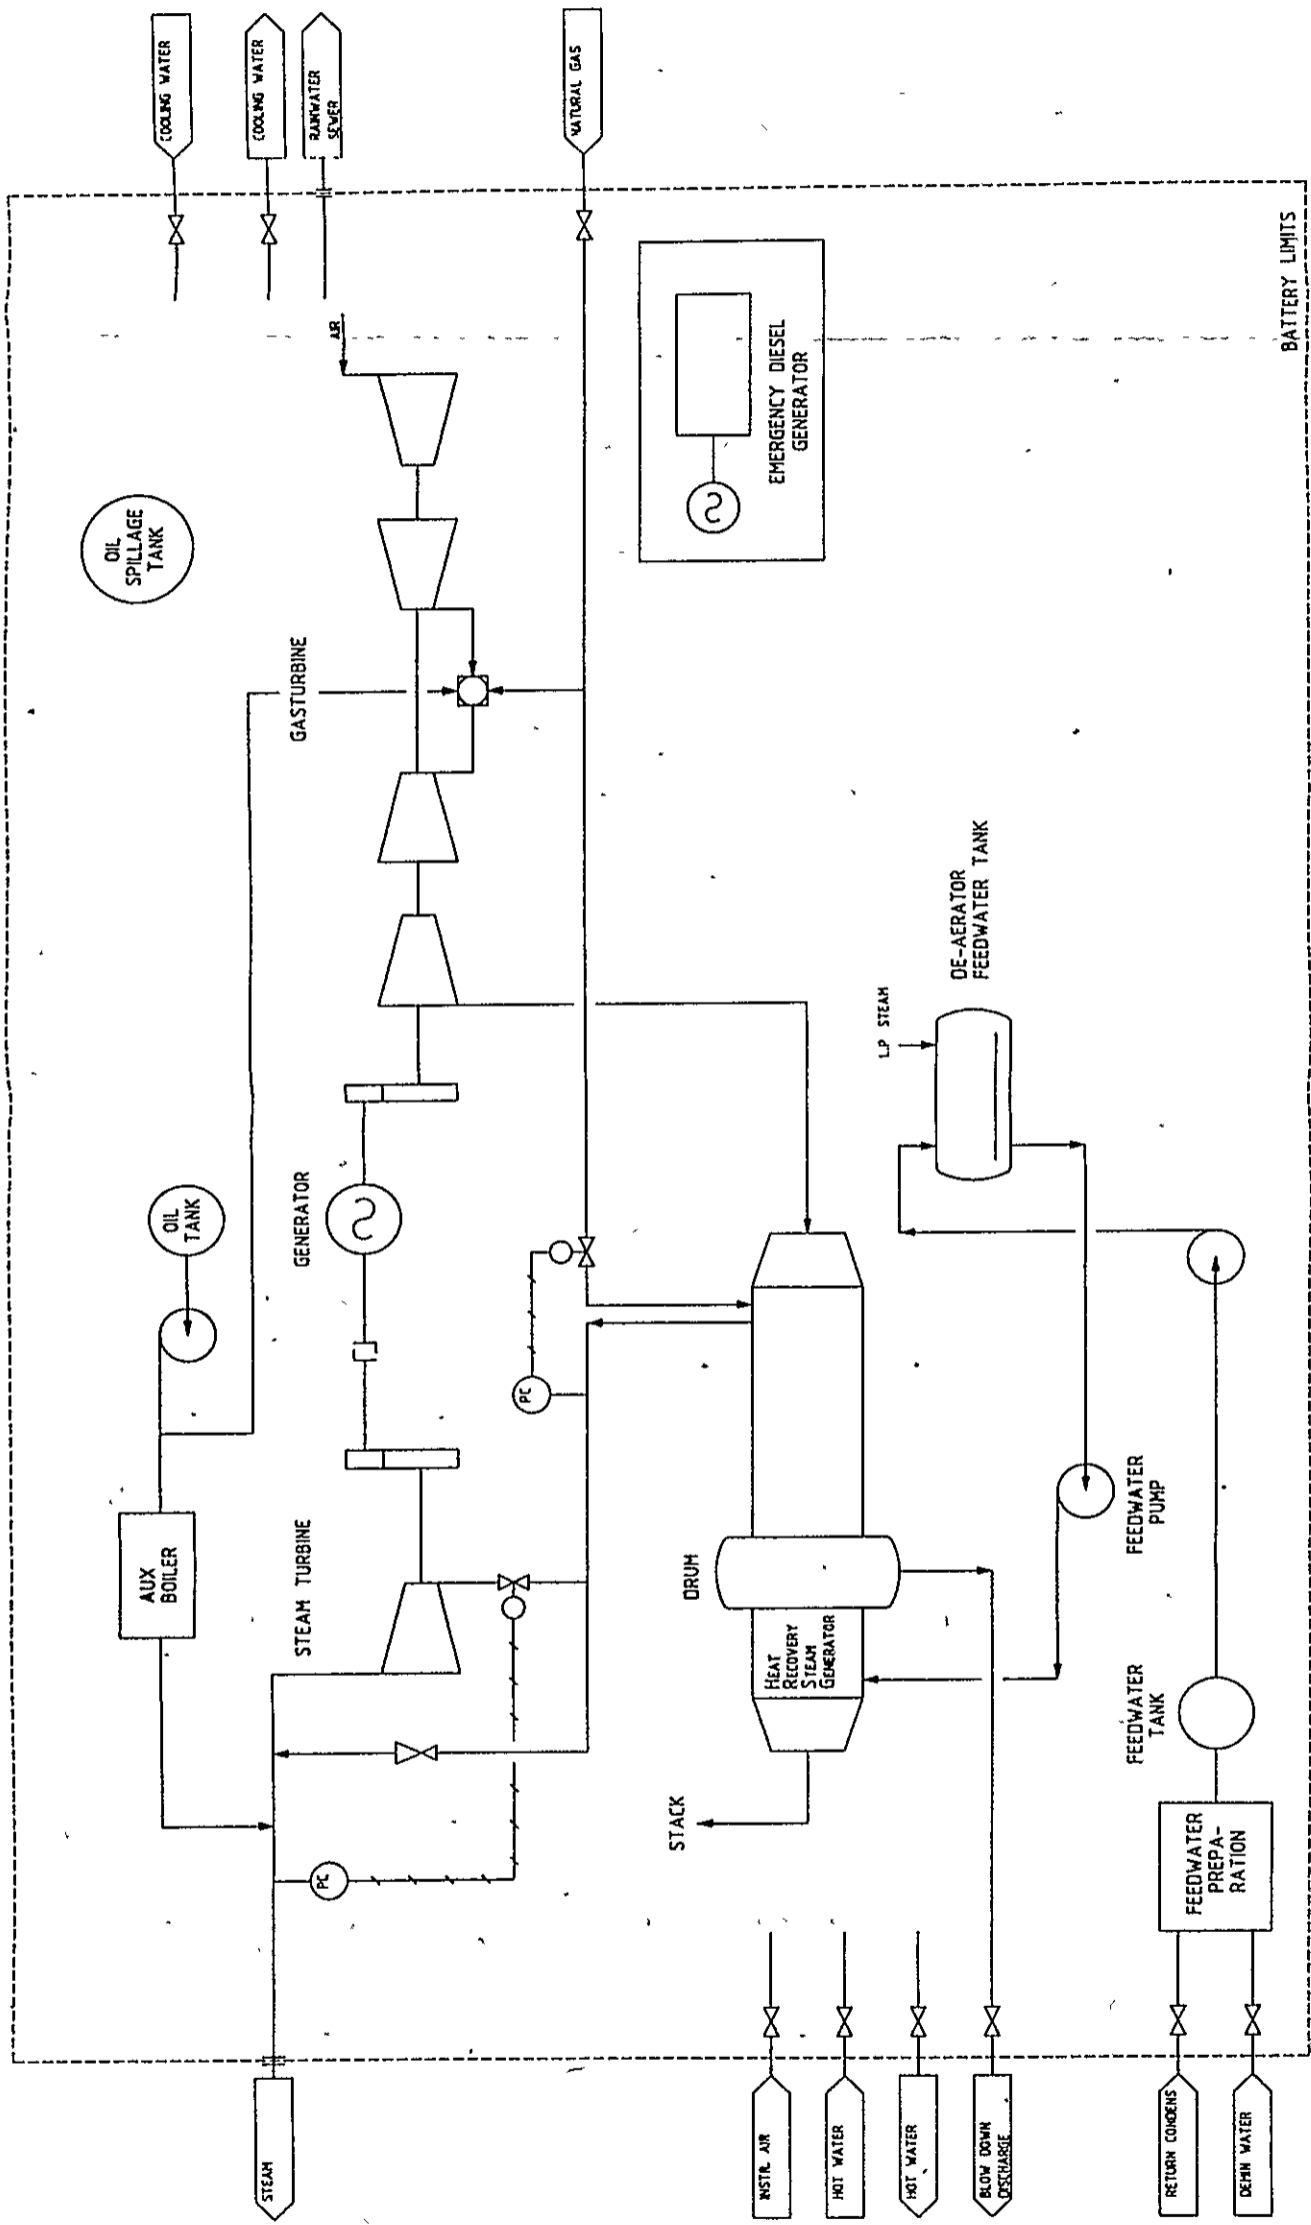 COOLING WATER
COOLING WATER
RAINWATER
SEWER
NATURAL GAS
BATTERY LIMITS
AIR
OIL
SPILLAGE
TANK
GASTURBINE
EMERGENCY DIESEL
GENERATOR
OIL
TANK
GENERATOR
DE-AERATOR
FEEDWATER TANK
L.P STEAM
PC
AUX
BOILER
STEAM TURBINE
DRUM
HEAT
RECOVERY
STEAM
GENERATOR
FEEDWATER
PUMP
FEEDWATER
TANK
STACK
PC
FEEDWATER
PREPA-
RATION
STEAM
INSTR. AIR
HOT WATER
HOT WATER
BLOW DOWN
DISCHARGE
RETURN CONDENS
DEMIN WATER